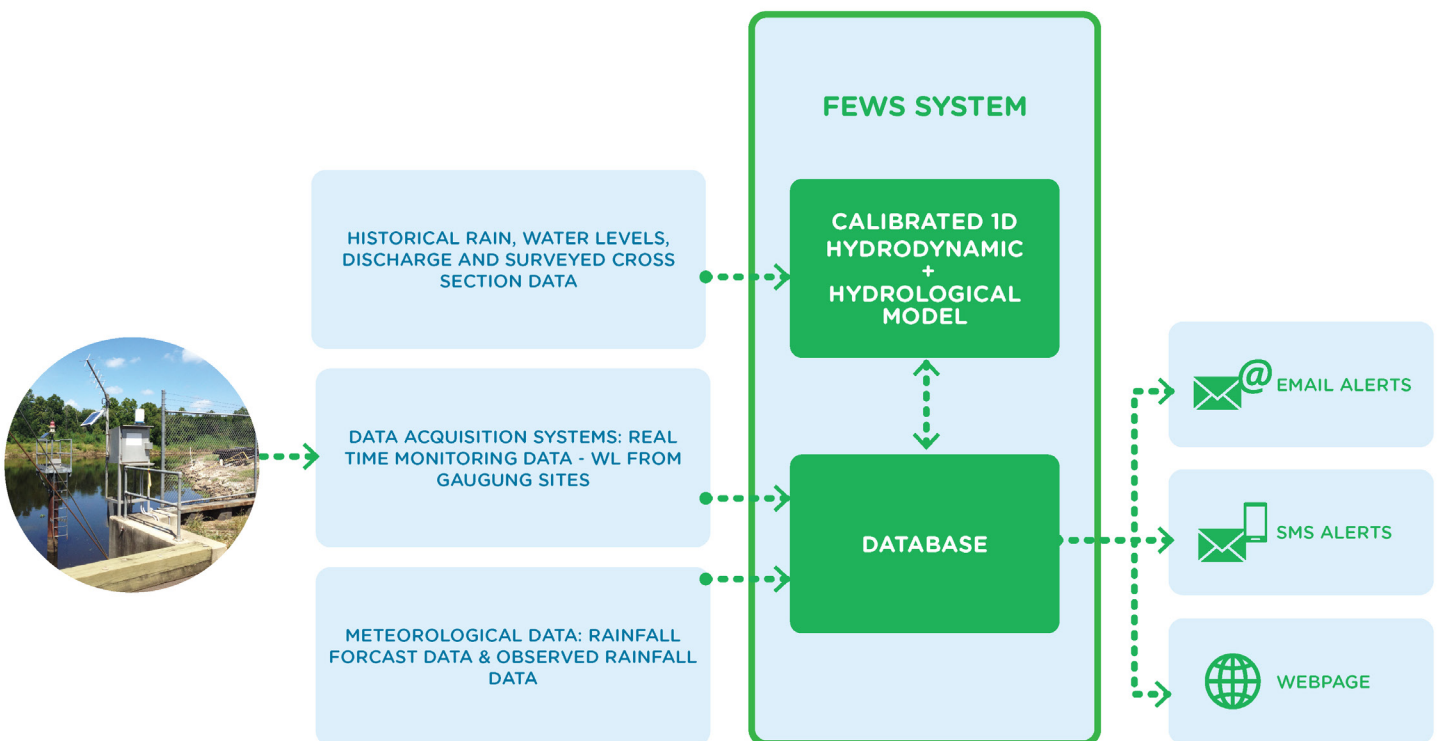 FEWS SYSTEM
HISTORICAL RAIN, WATER LEVELS,
DISCHARGE AND SURVEYED CROSS
SECTION DATA
CALIBRATED 1D
HYDRODYNAMIC
+
HYDROLOGICAL
MODEL
DATA ACQUISITION SYSTEMS: REAL
TIME MONITORING DATA - WL FROM
GAUGUNG SITES
DATABASE
METEOROLOGICAL DATA: RAINFALL
FORCAST DATA & OBSERVED RAINFALL
DATA
@ EMAIL ALERTS
SMS ALERTS
WEBPAGE